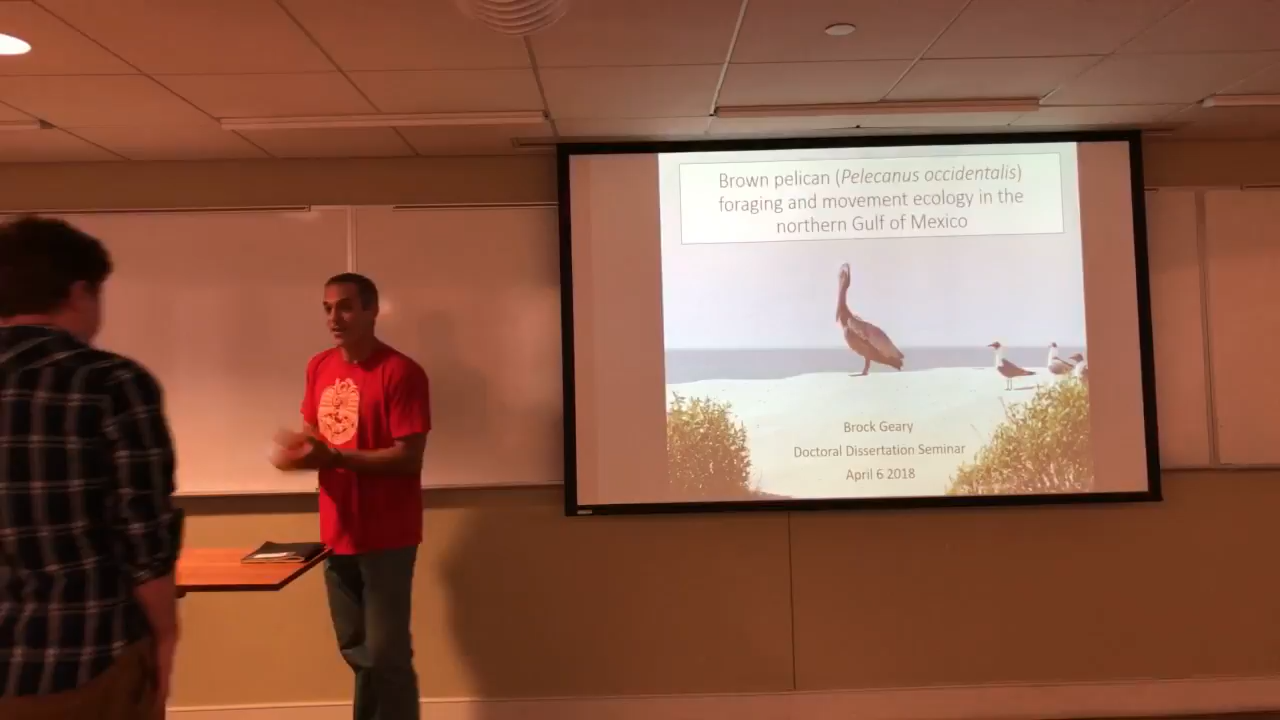 Brown pelican (Pelecanus occidentalis)
foraging and movement ecology in the
northern Gulf of Mexico
Brock Geary
Doctoral Dissertation Seminar
April 6 2018